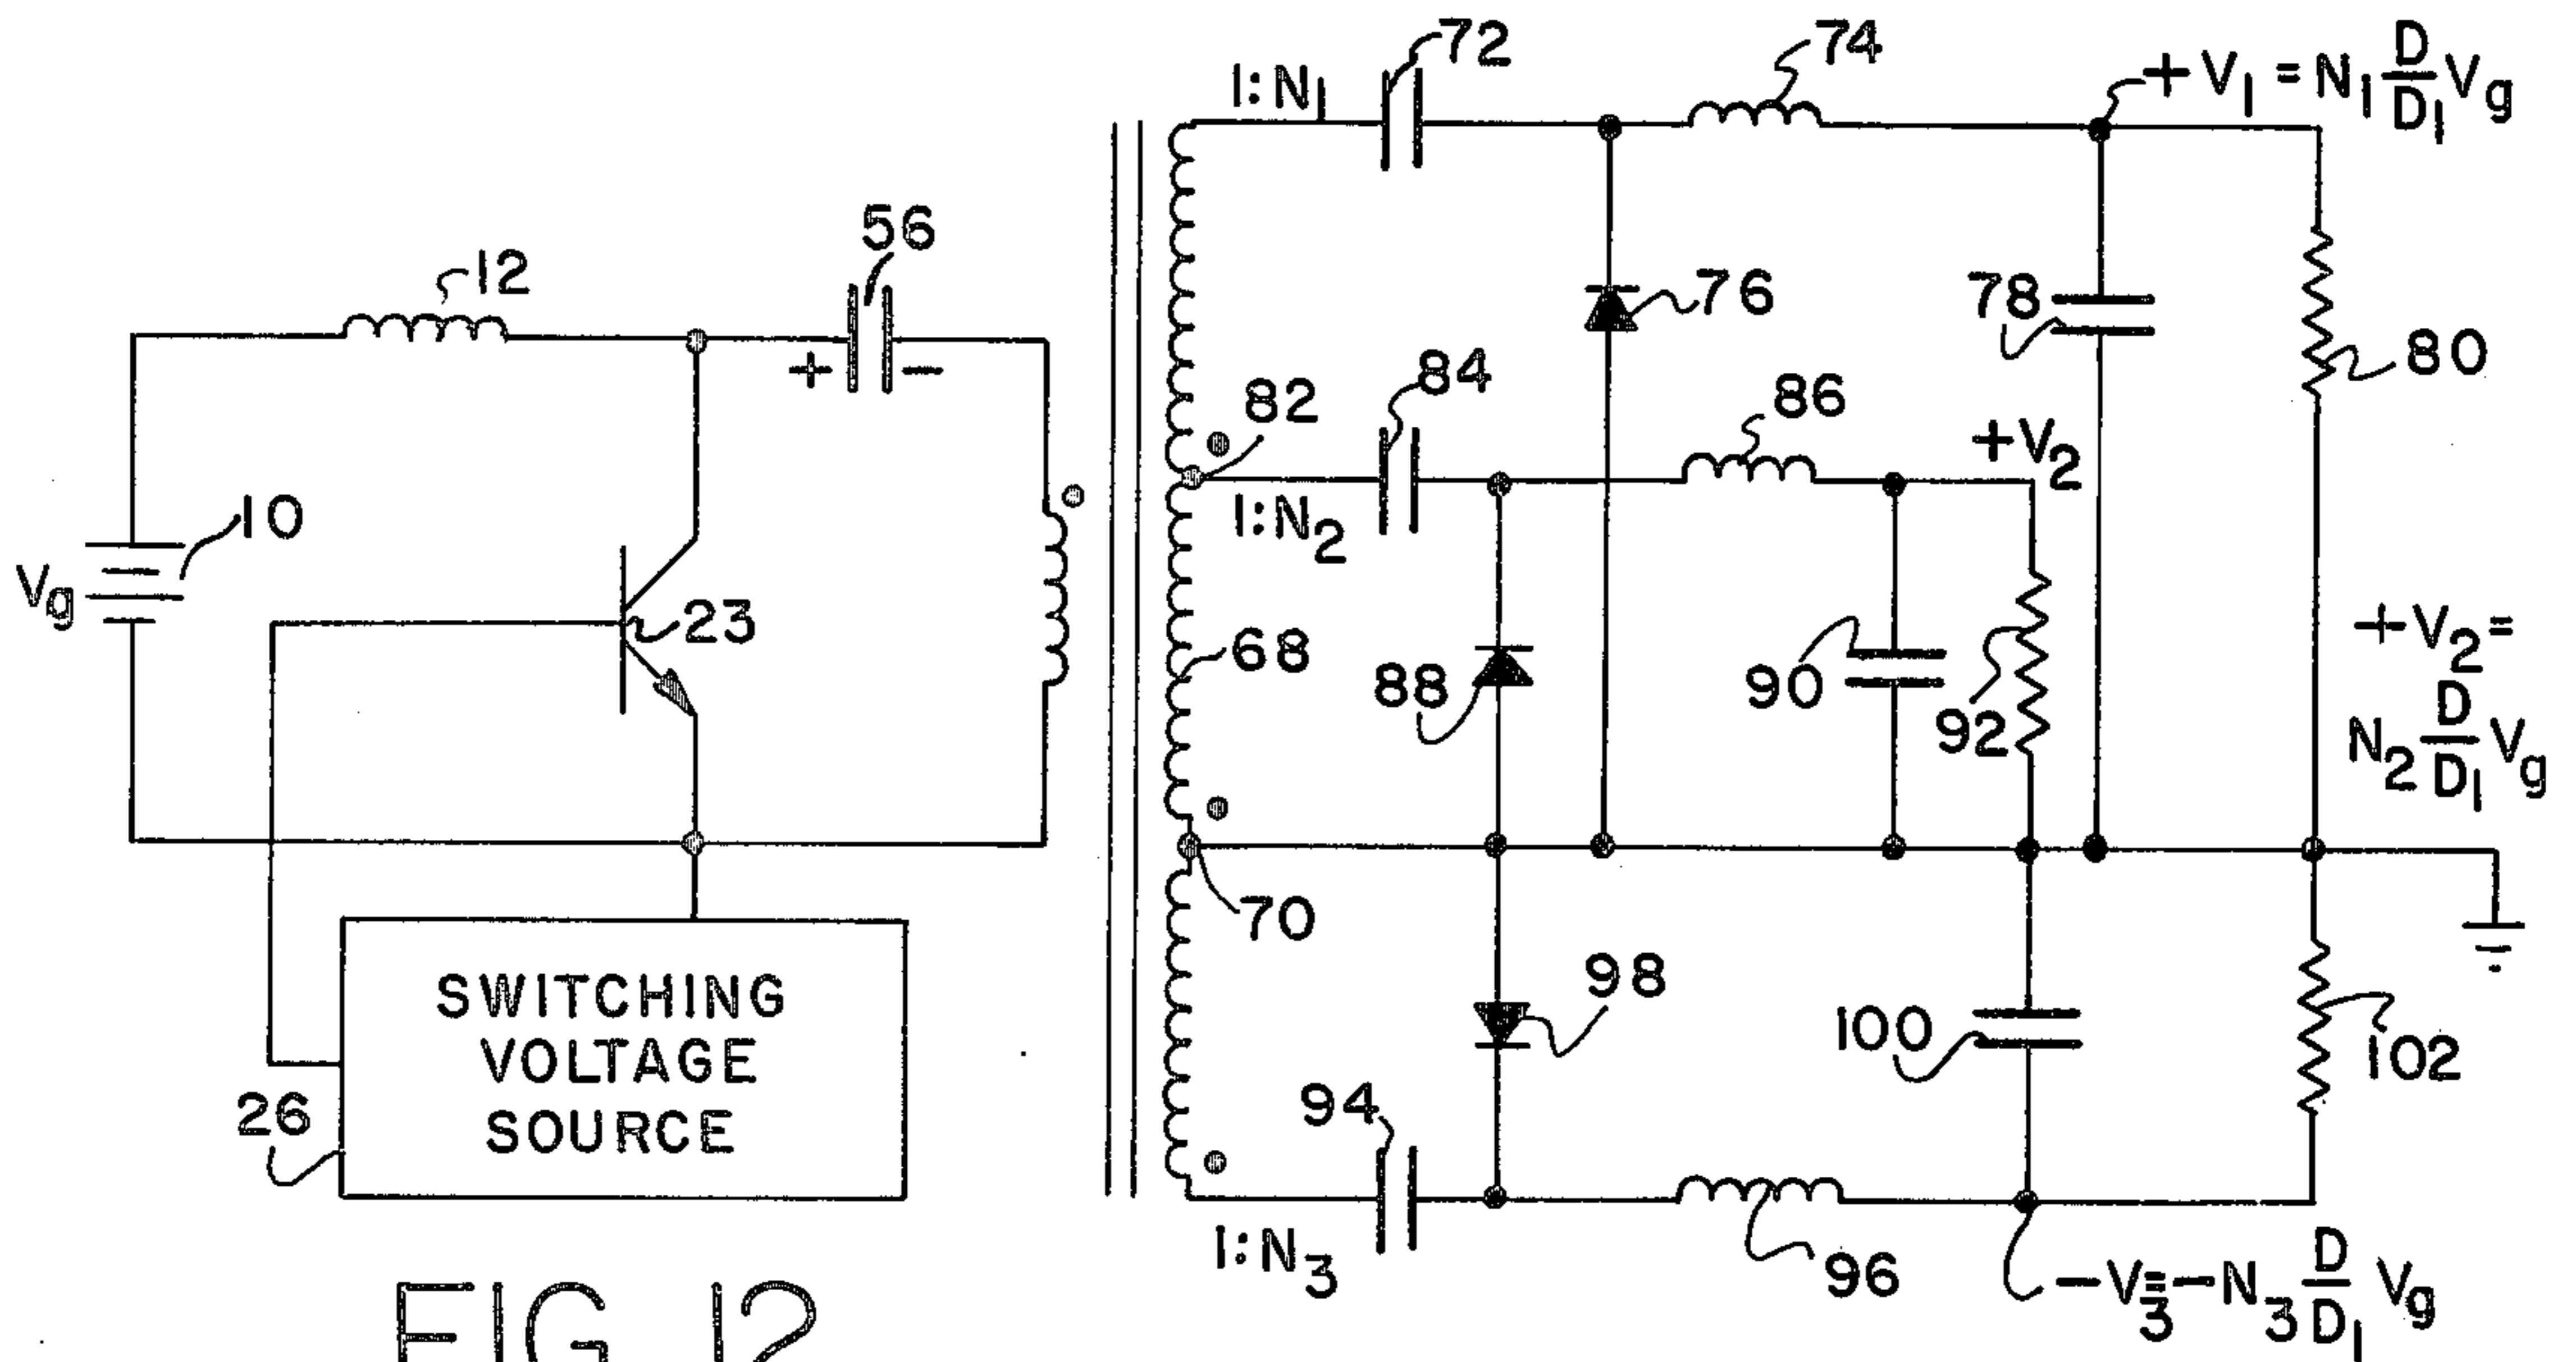 72
74
1:N1
+V1 = N1 D/D1 Vg
56
12
76
78
80
84
86
82
+V2
10
1:N2
Vg
23
68
88
90
92
+V2 =
N2 D/D1 Vg
70
98
SWITCHING
VOLTAGE
SOURCE
100
102
26
94
1:N3
96
-V3=-N3 D/D1 Vg
FIG. 12